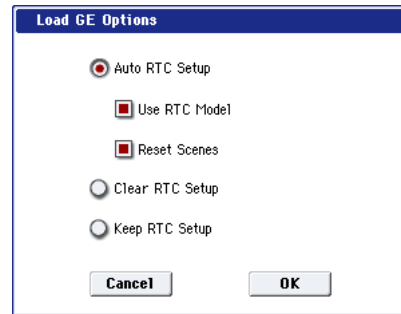 Load GE Options
Auto RTC Setup
Use RTC Model
Reset Scenes
Clear RTC Setup
Keep RTC Setup
Cancel OK